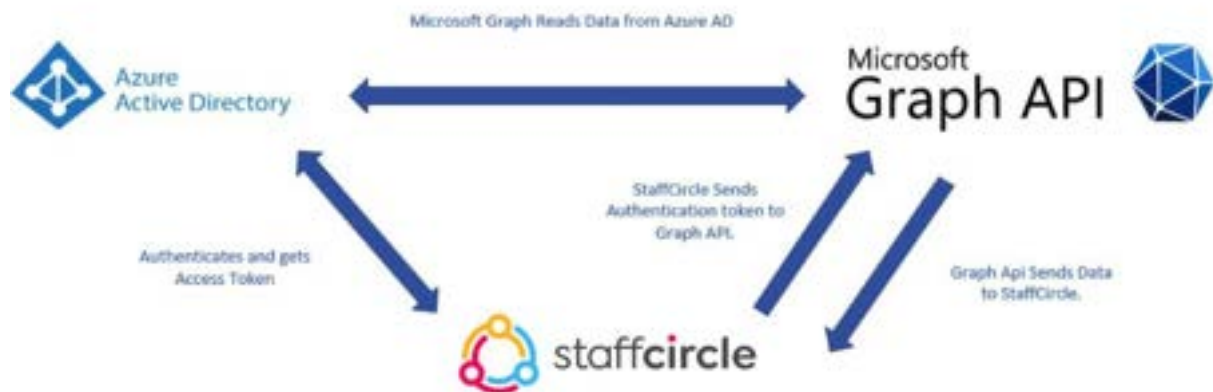 Microsoft Graph Reads Data from Azure AD
Azure
Active Directory
Microsoft
Graph API
StaffCircle Sends
Authentication token to
Graph API.
Authenticates and gets
Access Token
Graph Api Sends Data
to StaffCircle.
staffcircle